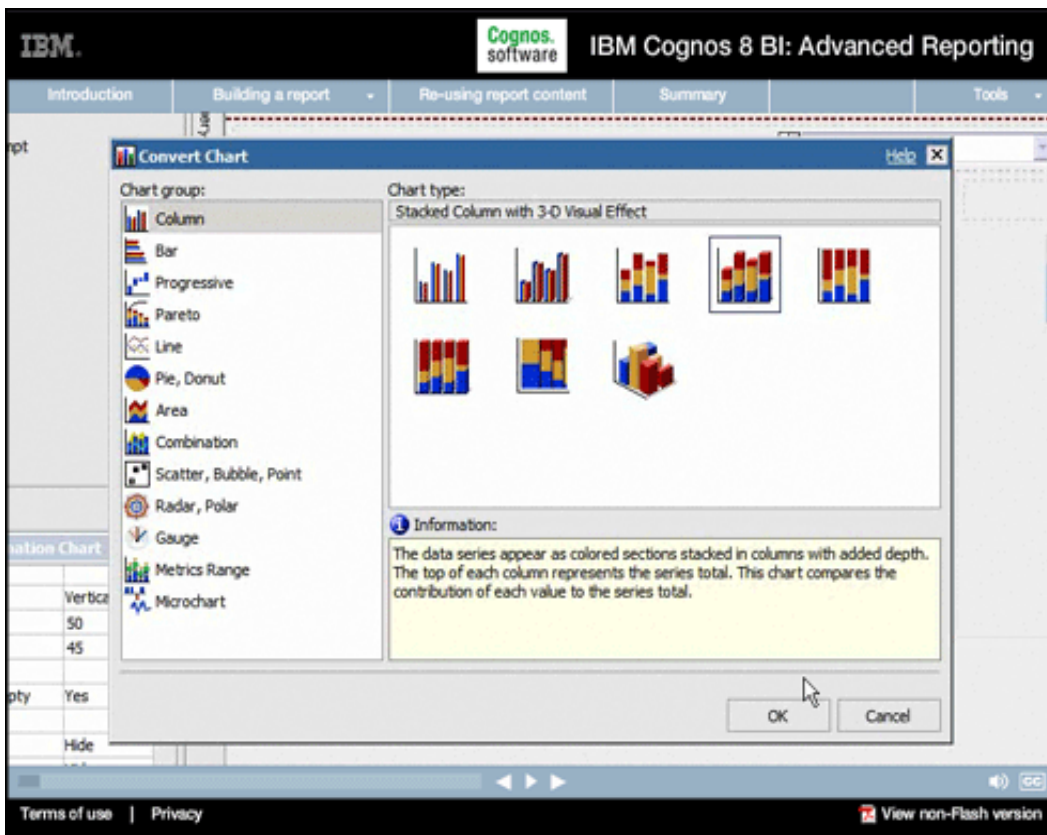 IBM.
Cognos.
software
IBM Cognos 8 BI: Advanced Reporting
Introduction
Building a report
Re-using report content
Summary
Tools
Convert Chart
Help
Chart group:
Column
Bar
Progressive
Pareto
Line
Pie, Donut
Area
Combination
Scatter, Bubble, Point
Radar, Polar
Gauge
Metrics Range
Microchart
Chart type:
Stacked Column with 3-D Visual Effect
Information:
The data series appear as colored sections stacked in columns with added depth.
The top of each column represents the series total. This chart compares the
contribution of each value to the series total.
OK
Cancel
Chart
50
45
Yes
Hide
CC
Terms of use | Privacy
View non-Flash version